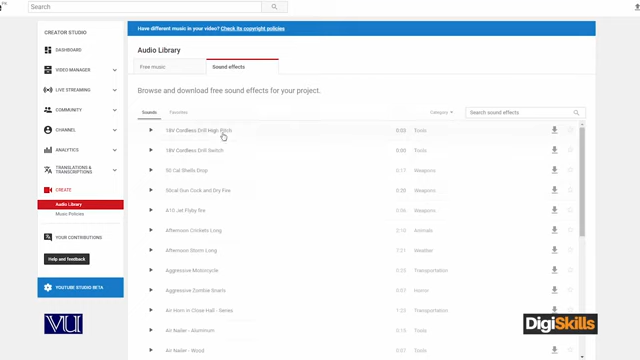 Search
CREATOR STUDIO
DASHBOARD
VIDEO MANAGER
LIVE STREAMING
COMMUNITY
CHANNEL
ANALYTICS
TRANSLATIONS & TRANSCRIPTIONS
CREATE
Audio Library
Music Policies
YOUR CONTRIBUTIONS
Help and feedback
YOUTUBE STUDIO BETA
Have different music in your video? Check its copyright policies
Audio Library
Free music
Sound effects
Browse and download free sound effects for your project.
Sounds
Favorites
Category
Search sound effects
18V Cordless Drill High Pitch 0:03 Tools
18V Cordless Drill Switch 0:00 Tools
50 Cal Shells Drop 0:17 Weapons
50cal Gun Cock and Dry Fire 0:28 Weapons
A10 Jet Flyby fire 0:06 Weapons
Afternoon Crickets Long 2:10 Animals
Afternoon Storm Long 1:21 Weather
Aggressive Motorcycle 0:33 Transportation
Aggressive Zombie Snarls 0:07 Horror
Air Horn in Close Hall - Series Transportation
Air Nailer - Aluminum Tools
Air Nailer - Wood 0:07 Tools
VU
DigiSkills